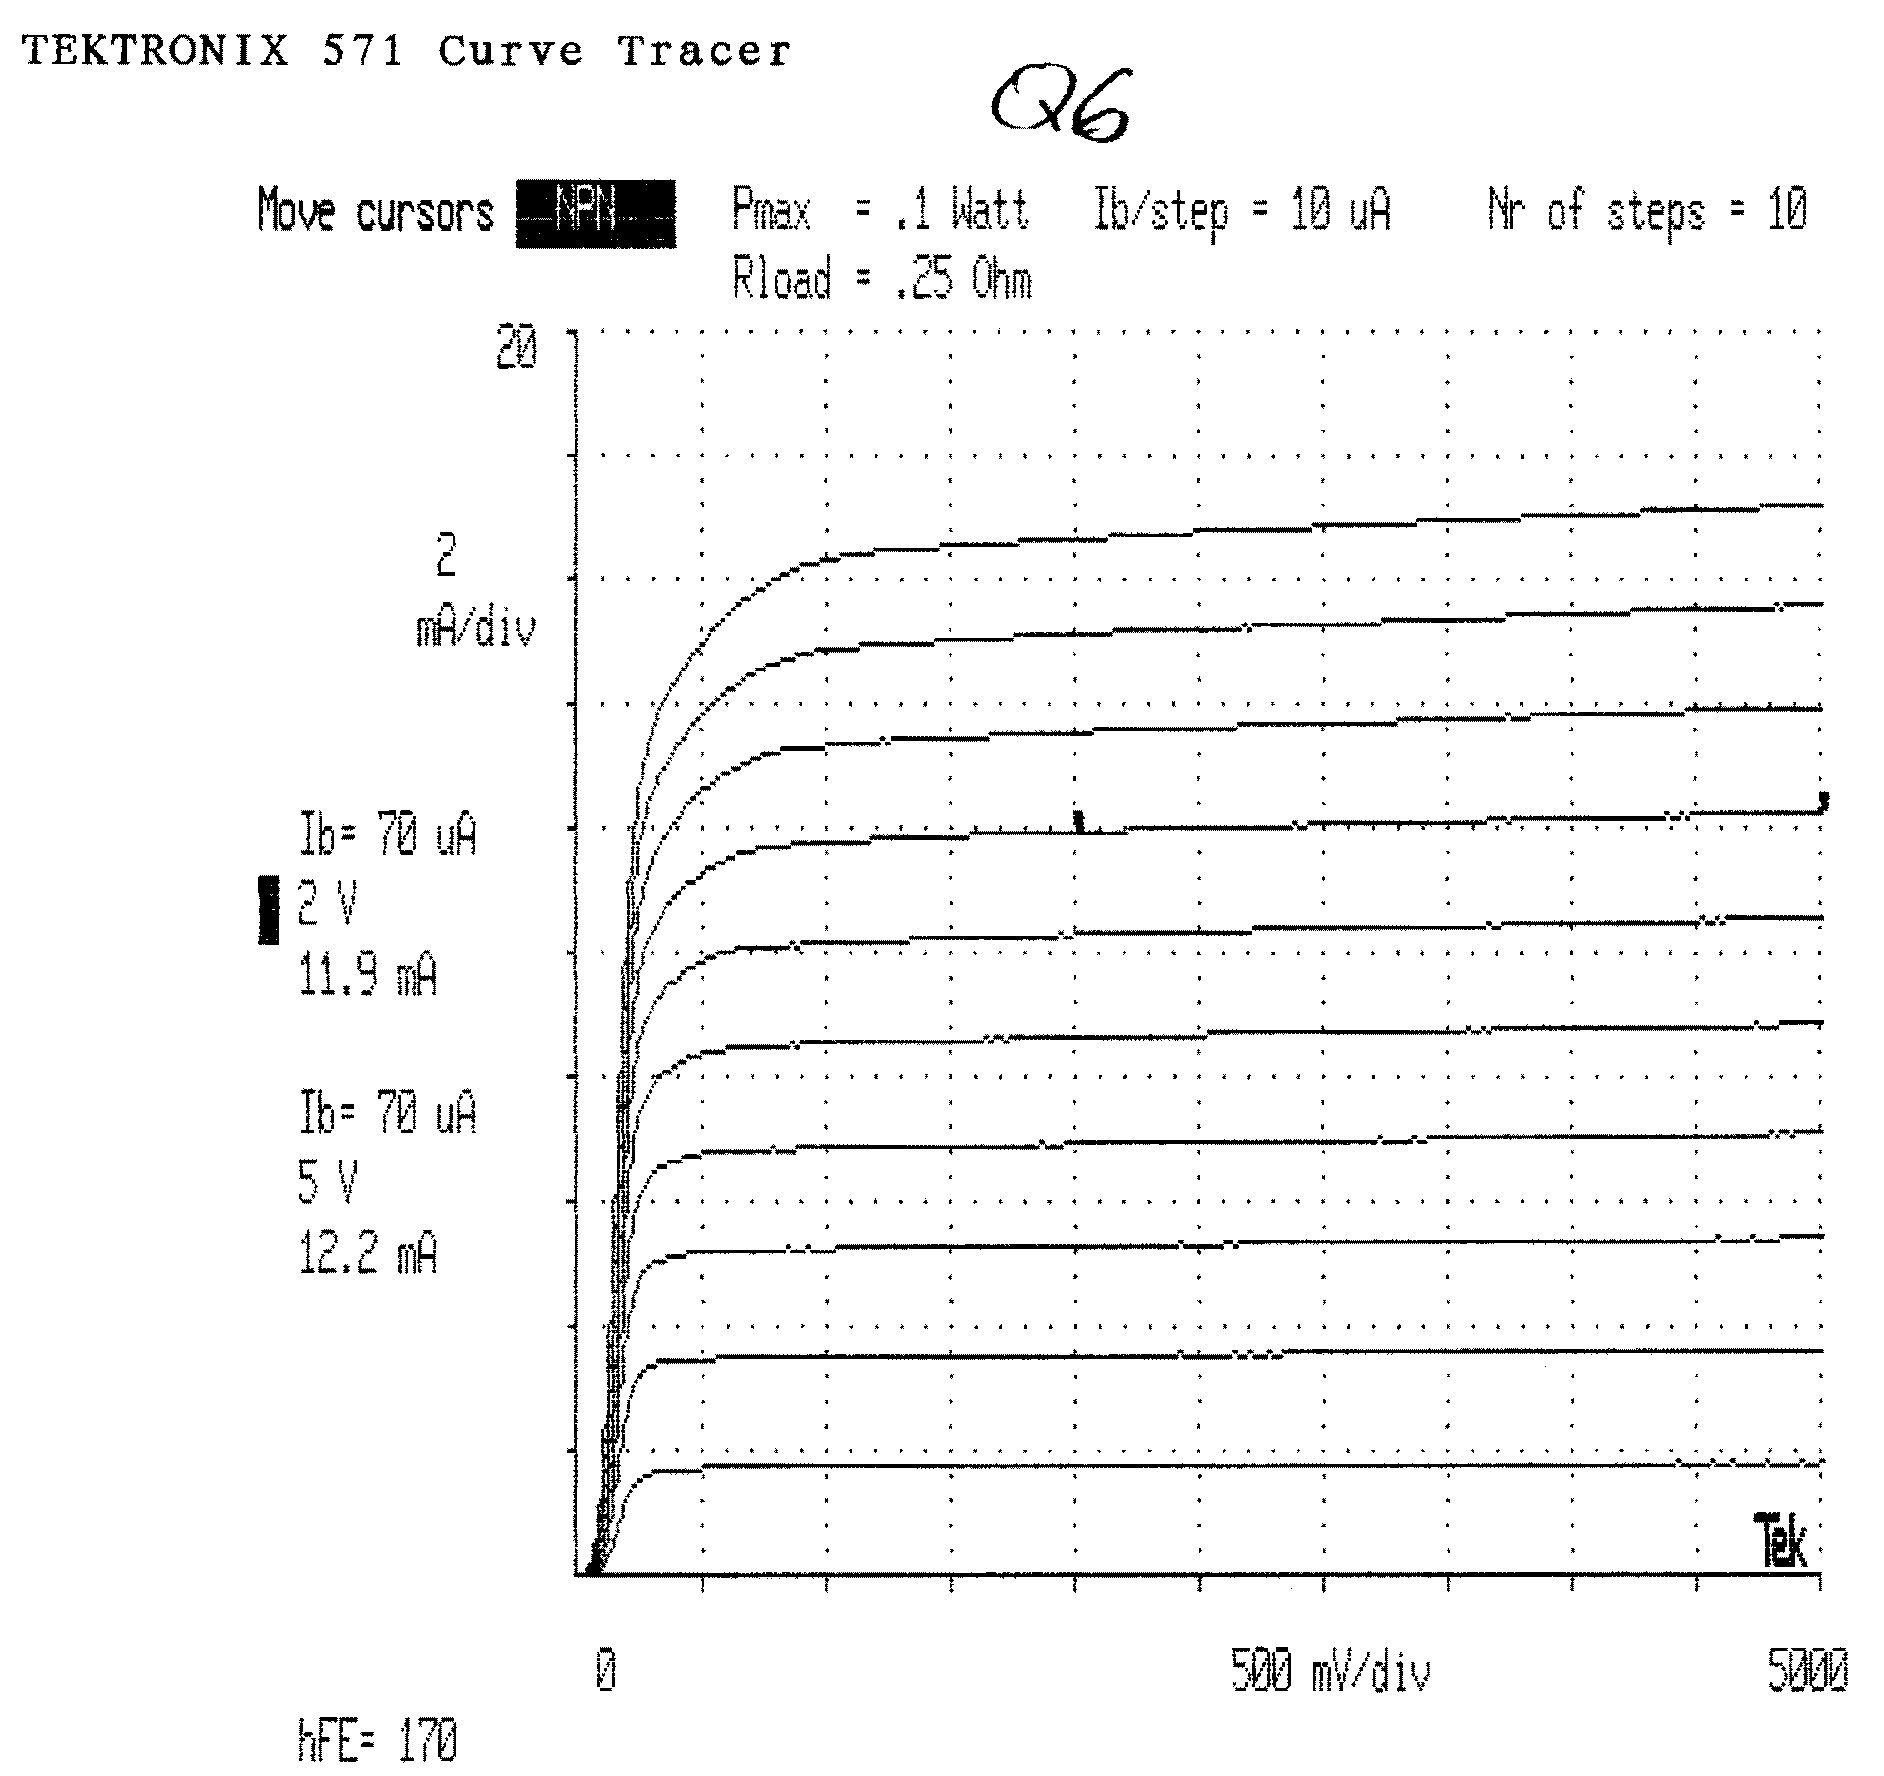 TEKTRONIX 571 Curve Tracer
Q6
Move cursors NPN Pmax = .1 Watt Ib/step = 10 uA Nr of steps = 10
Rload = .25 Ohm
20
2
mA/div
Ib= 70 uA
2 V
11.9 mA
Ib= 70 uA
5 V
12.2 mA
Tek
0 500 mV/div 5000
hFE= 170